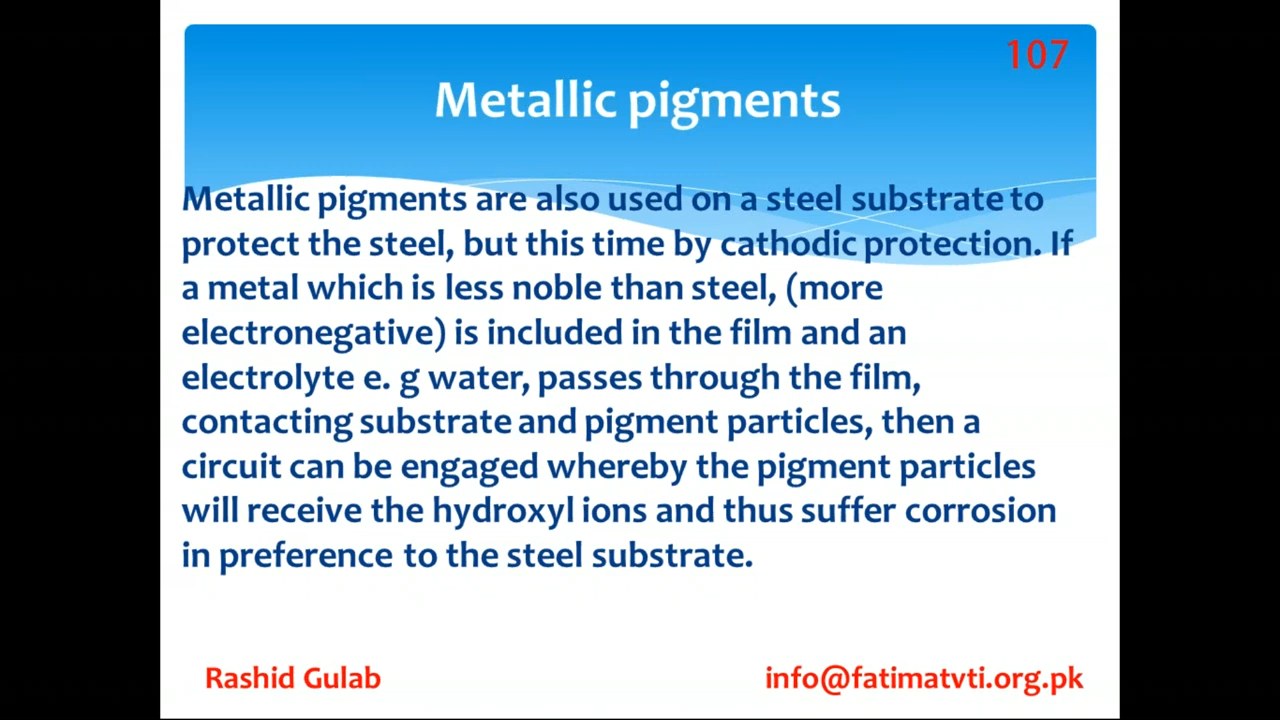 107
Metallic pigments
Metallic pigments are also used on a steel substrate to
protect the steel, but this time by cathodic protection. If
a metal which is less noble than steel, (more
electronegative) is included in the film and an
electrolyte e. g water, passes through the film,
contacting substrate and pigment particles, then a
circuit can be engaged whereby the pigment particles
will receive the hydroxyl ions and thus suffer corrosion
in preference to the steel substrate.
Rashid Gulab
info@fatimatvti.org.pk